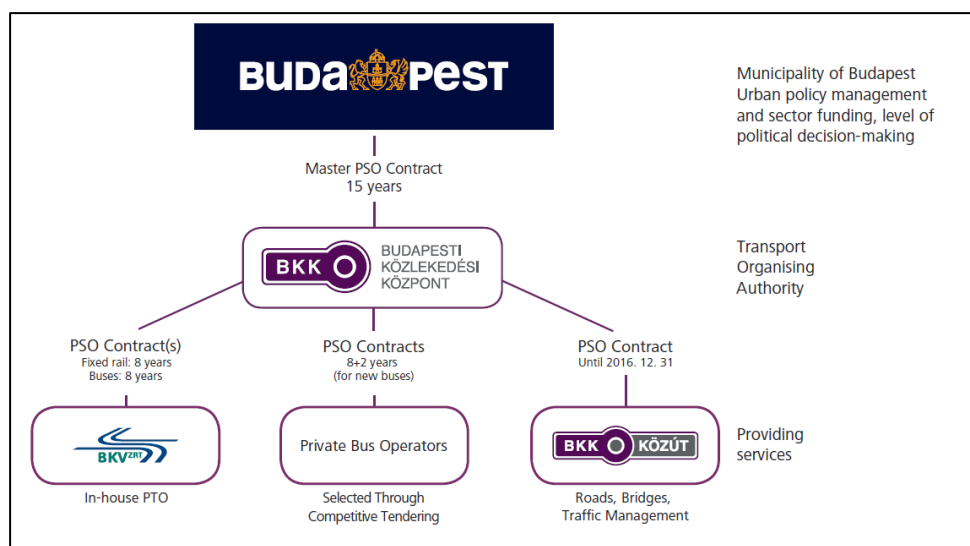 BUDAPEST
Municipality of Budapest
Urban policy management
and sector funding, level of
political decision-making
Master PSO Contract
15 years
BKK
BUDAPESTI
KÖZLEKEDÉSI
KÖZPONT
Transport
Organising
Authority
PSO Contract(s)
Fixed rail: 8 years
Buses: 8 years
PSO Contracts
8+2 years
(for new buses)
PSO Contract
Until 2016. 12. 31
BKV ZRT
Private Bus Operators
BKK KÖZÚT
Providing
services
In-house PTO
Selected Through
Competitive Tendering
Roads, Bridges,
Traffic Management